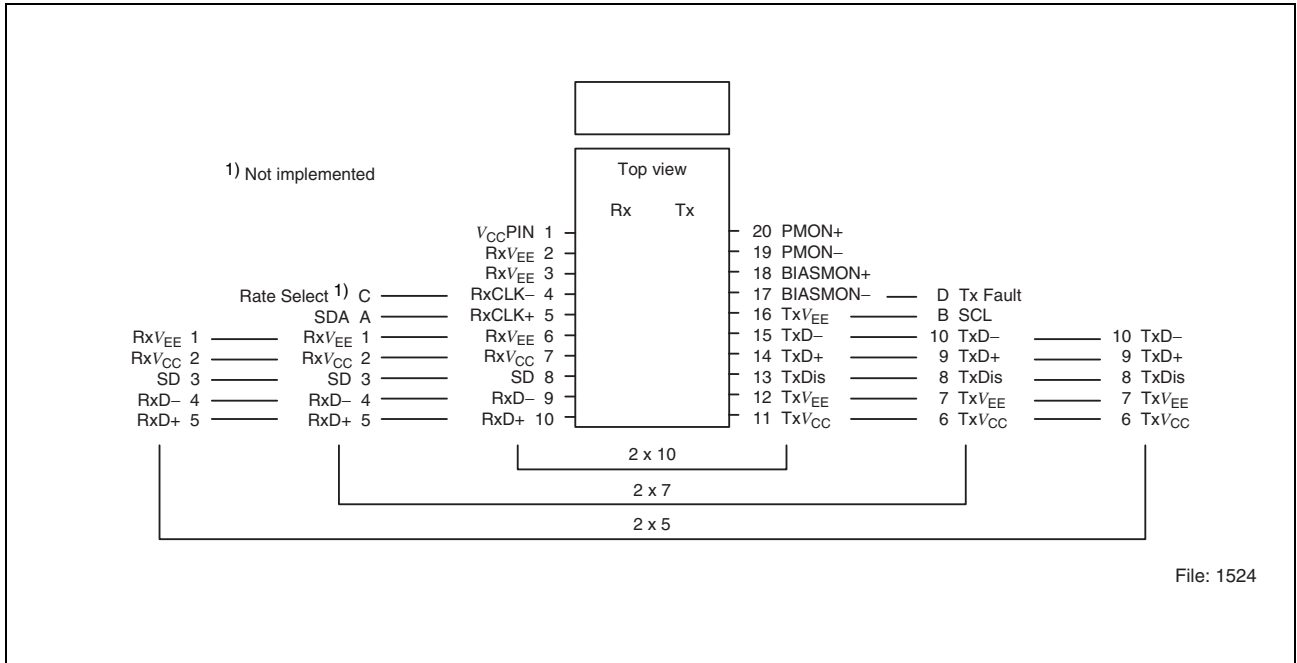 1) Not implemented
Top view
Rx Tx
VCCPIN 1 20 PMON+
RxVEE 2 19 PMON−
RxVEE 3 18 BIASMON+
Rate Select 1) C RxCLK− 4 17 BIASMON− D Tx Fault
SDA A RxCLK+ 5 16 TxVEE B SCL
RxVEE 1 RxVEE 1 RxVEE 6 15 TxD− 10 TxD− 10 TxD−
RxVCC 2 RxVCC 2 RxVCC 7 14 TxD+ 9 TxD+ 9 TxD+
SD 3 SD 3 SD 8 13 TxDis 8 TxDis 8 TxDis
RxD− 4 RxD− 4 RxD− 9 12 TxVEE 7 TxVEE 7 TxVEE
RxD+ 5 RxD+ 5 RxD+ 10 11 TxVCC 6 TxVCC 6 TxVCC
2 x 10
2 x 7
2 x 5
File: 1524